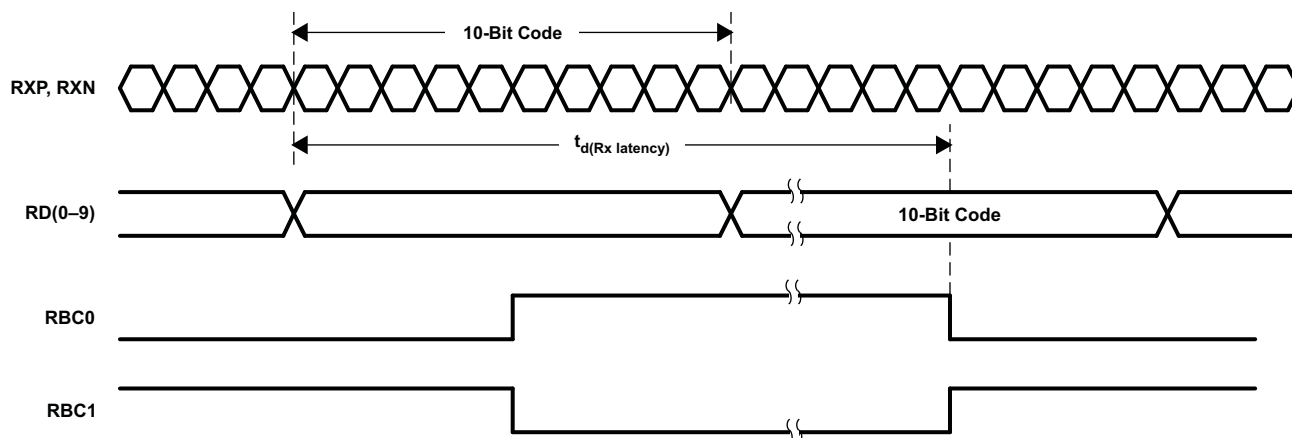 10-Bit Code
RXP, RXN
td(Rx latency)
RD(0–9)
10-Bit Code
RBC0
RBC1